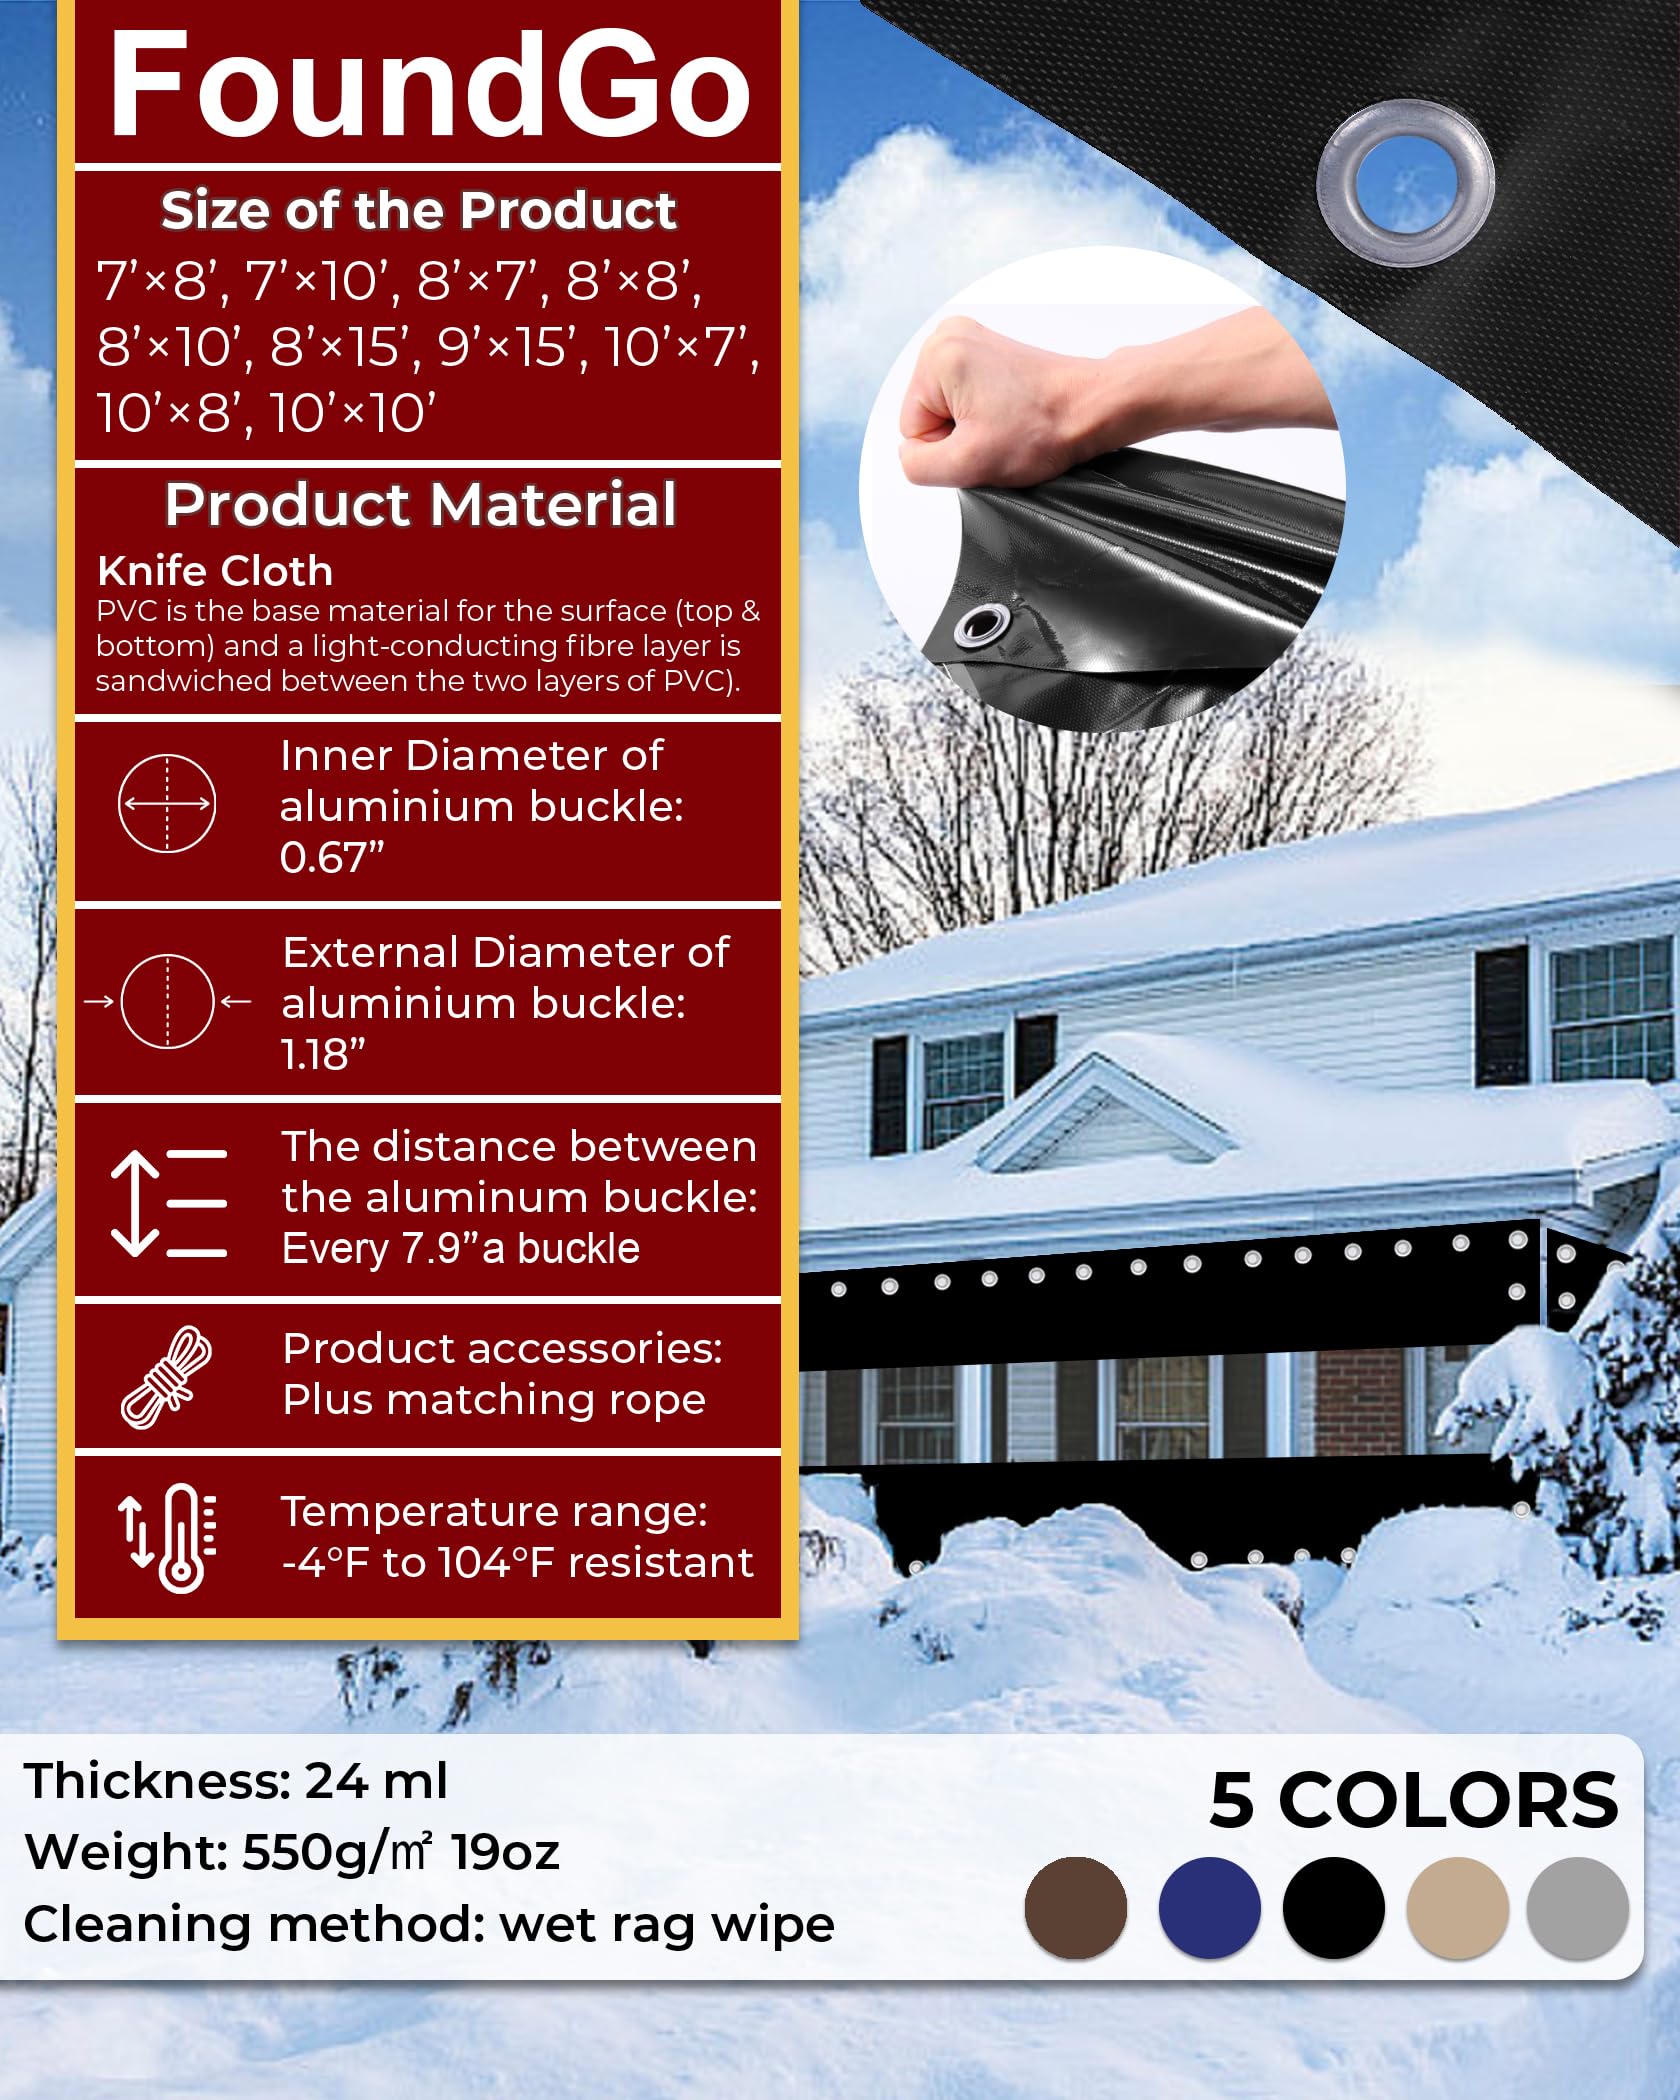 FoundGo
Size of the Product
7’×8’, 7’×10’, 8’×7’, 8’×8’,
8’×10’, 8’×15’, 9’×15’, 10’×7’,
10’×8’, 10’×10’
Product Material
Knife Cloth
PVC is the base material for the surface (top &
bottom) and a light-conducting fibre layer is
sandwiched between the two layers of PVC).
Inner Diameter of
aluminium buckle:
0.67”
External Diameter of
aluminium buckle:
1.18”
The distance between
the aluminum buckle:
Every 7.9”a buckle
Product accessories:
Plus matching rope
Temperature range:
-4°F to 104°F resistant
Thickness: 24 ml
Weight: 550g/㎡ 19oz
Cleaning method: wet rag wipe
5 COLORS